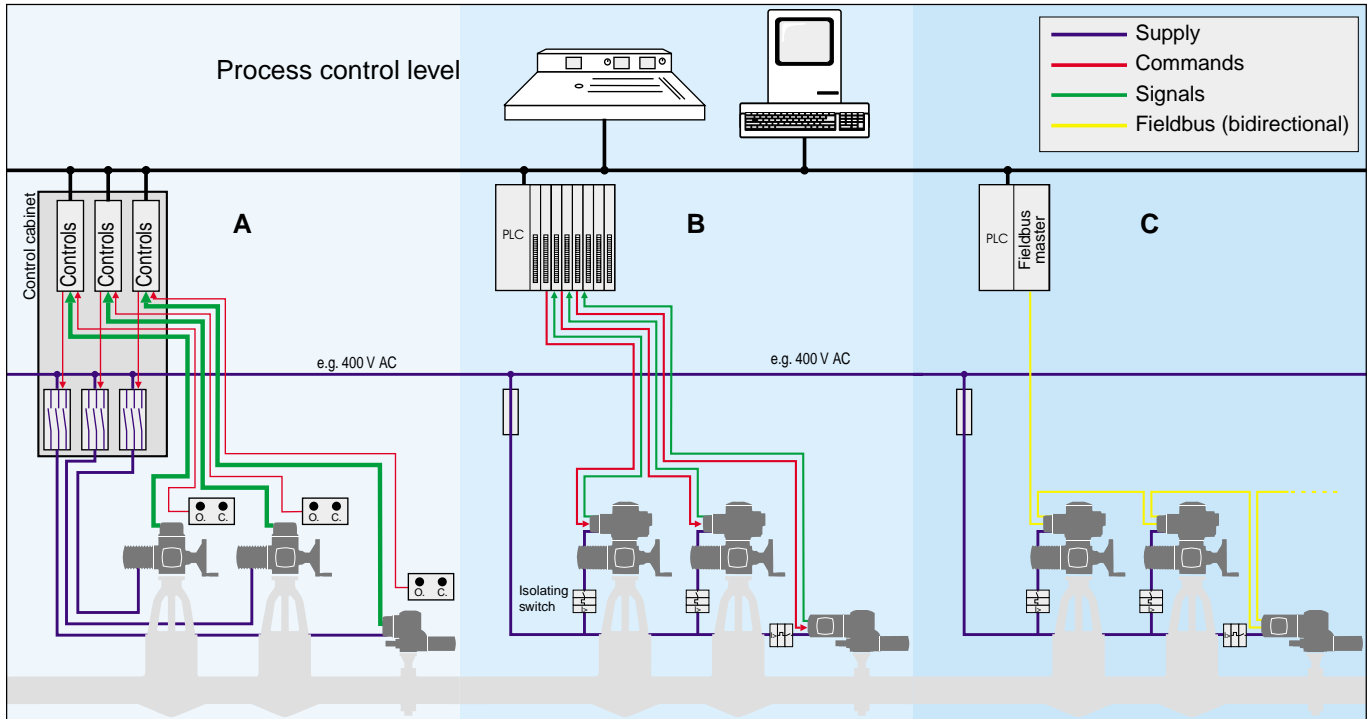 Process control level
Supply
Commands
Signals
Fieldbus (bidirectional)
Control cabinet
Controls
Controls
Controls
A
PLC
B
PLC
Fieldbus
master
C
e.g. 400 V AC
e.g. 400 V AC
O. C.
O. C.
O. C.
Isolating
switch